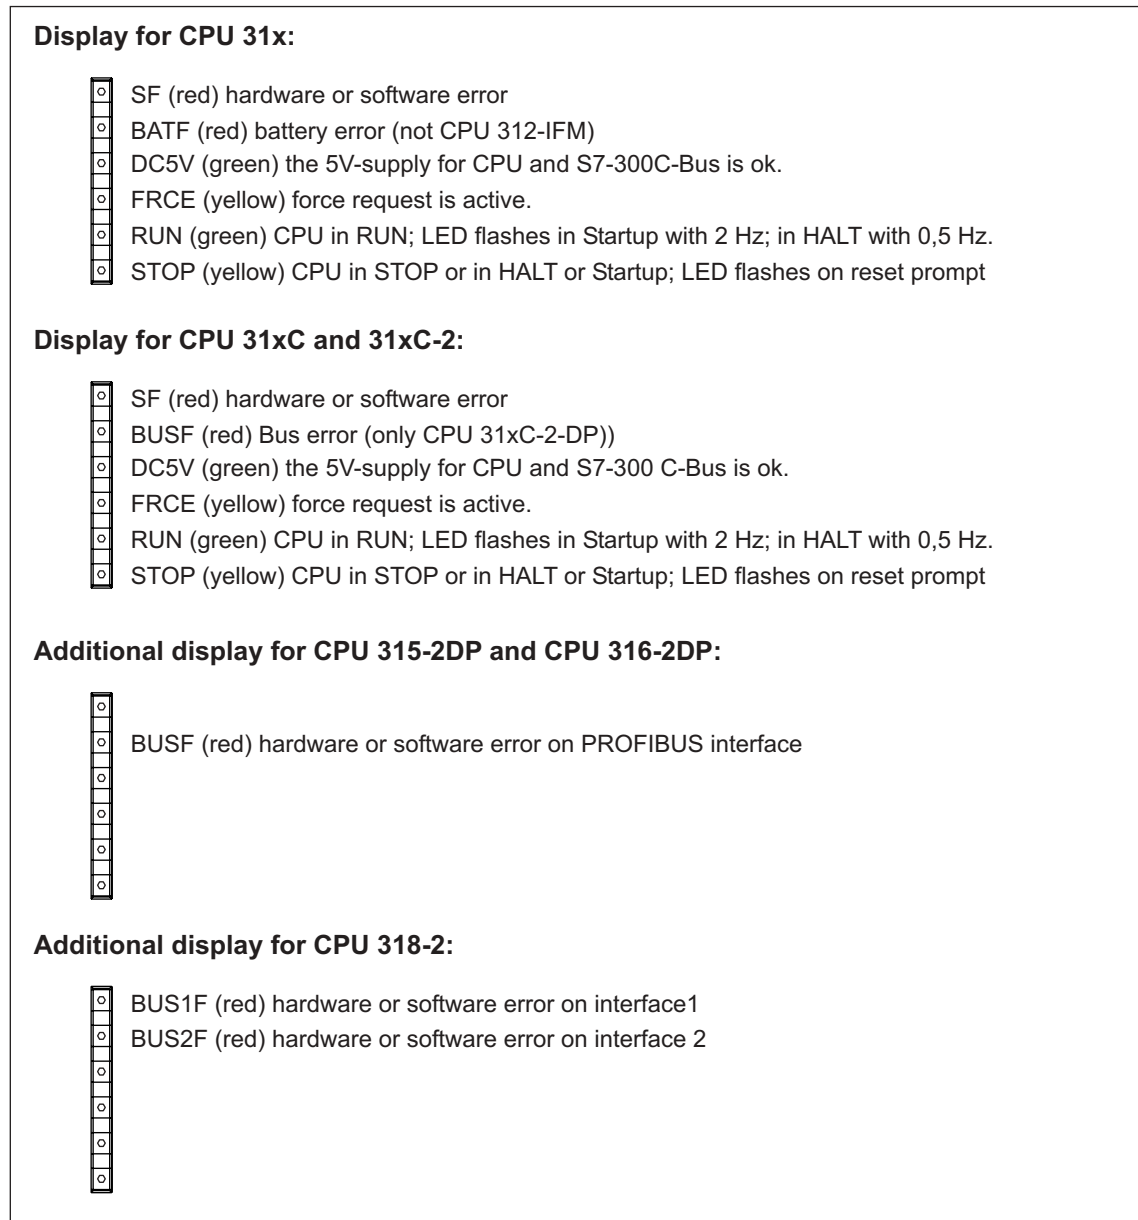 Display for CPU 31x:
SF (red) hardware or software error
BATF (red) battery error (not CPU 312-IFM)
DC5V (green) the 5V-supply for CPU and S7-300C-Bus is ok.
FRCE (yellow) force request is active.
RUN (green) CPU in RUN; LED flashes in Startup with 2 Hz; in HALT with 0,5 Hz.
STOP (yellow) CPU in STOP or in HALT or Startup; LED flashes on reset prompt
Display for CPU 31xC and 31xC-2:
SF (red) hardware or software error
BUSF (red) Bus error (only CPU 31xC-2-DP))
DC5V (green) the 5V-supply for CPU and S7-300 C-Bus is ok.
FRCE (yellow) force request is active.
RUN (green) CPU in RUN; LED flashes in Startup with 2 Hz; in HALT with 0,5 Hz.
STOP (yellow) CPU in STOP or in HALT or Startup; LED flashes on reset prompt
Additional display for CPU 315-2DP and CPU 316-2DP:
BUSF (red) hardware or software error on PROFIBUS interface
Additional display for CPU 318-2:
BUS1F (red) hardware or software error on interface1
BUS2F (red) hardware or software error on interface 2